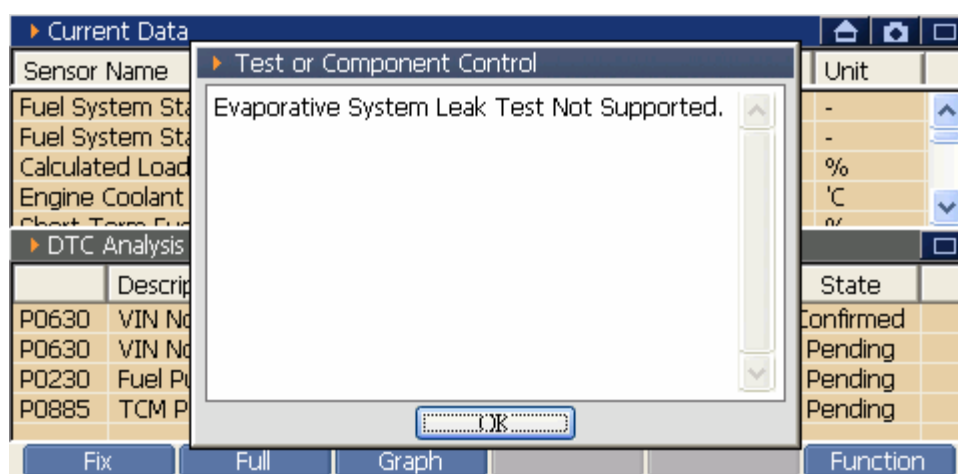 Current Data
Test or Component Control
Sensor Name
Unit
Evaporative System Leak Test Not Supported.
Fuel System Sta
-
Fuel System Sta
-
Calculated Load
%
Engine Coolant
'C
%
DTC Analysis
Descrip
State
P0630 VIN No
Confirmed
P0630 VIN No
Pending
P0230 Fuel Pu
Pending
P0885 TCM P
Pending
OK
Fix
Full
Graph
Function